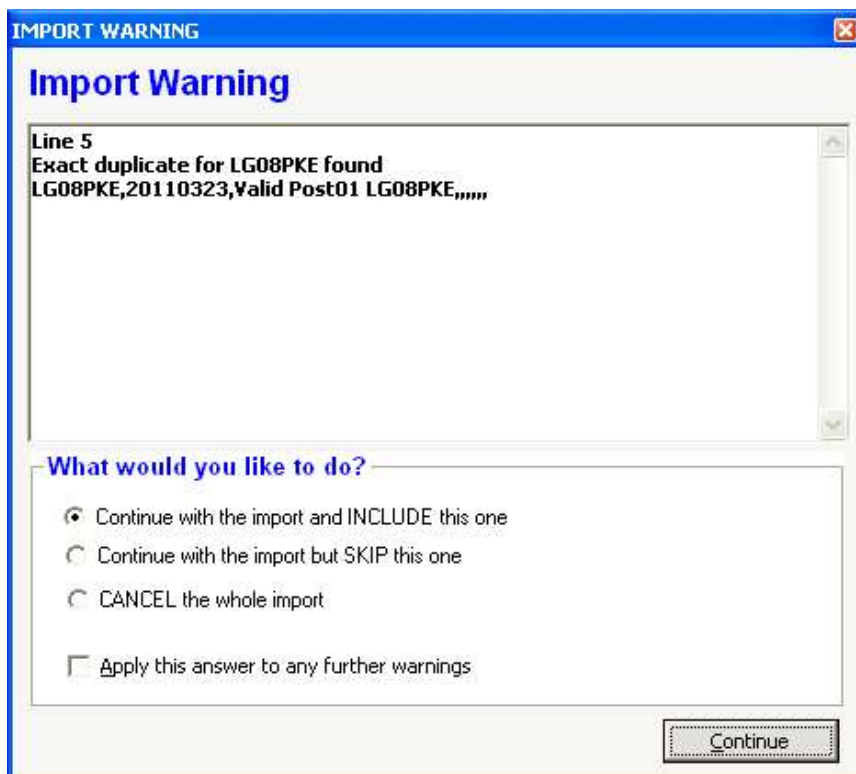 IMPORT WARNING
Import Warning
Line 5
Exact duplicate for LG08PKE found
LG08PKE,20110323,Valid Post01 LG08PKE,,,,,,
What would you like to do?
Continue with the import and INCLUDE this one
Continue with the import but SKIP this one
CANCEL the whole import
Apply this answer to any further warnings
Continue